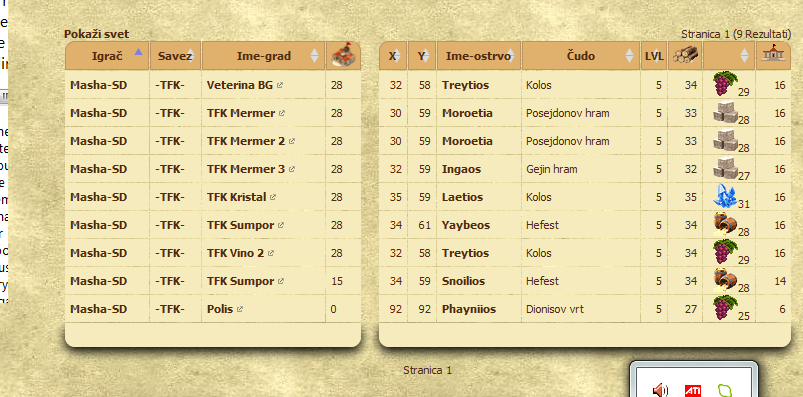 Pokaži svet Stranica 1 (9 Rezultati)
Igrač Savez Ime-grad X Y Ime-ostrvo Čudo LVL
Masha-SD -TFK- Veterina BG 28 32 58 Treytios Kolos 5 34 29 16
Masha-SD -TFK- TFK Mermer 28 30 59 Moroetia Posejdonov hram 5 33 28 16
Masha-SD -TFK- TFK Mermer 2 28 30 59 Moroetia Posejdonov hram 5 33 28 16
Masha-SD -TFK- TFK Mermer 3 28 32 59 Ingaos Gejin hram 5 32 27 16
Masha-SD -TFK- TFK Kristal 28 35 59 Laetios Kolos 5 35 31 16
Masha-SD -TFK- TFK Sumpor 28 34 61 Yaybeos Hefest 5 34 28 16
Masha-SD -TFK- TFK Vino 2 28 32 58 Treytios Kolos 5 34 29 16
Masha-SD -TFK- TFK Sumpor 15 34 59 Snoilios Hefest 5 34 28 14
Masha-SD -TFK- Polis 0 92 92 Phayniios Dionisov vrt 5 27 25 6
Stranica 1
ATI